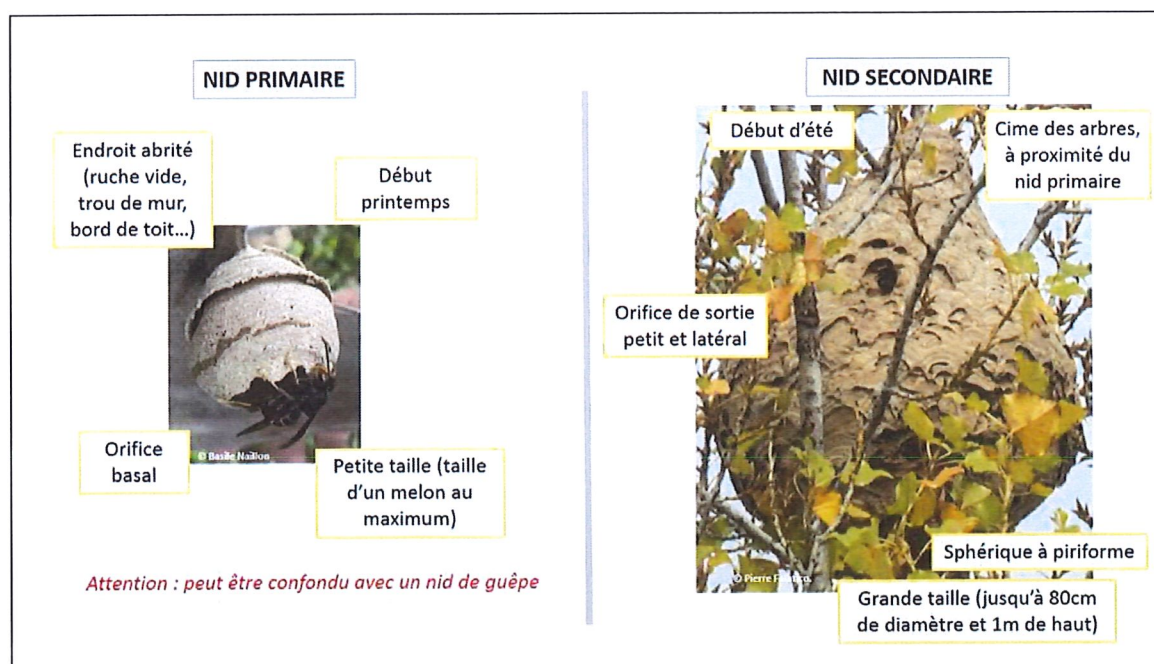 NID PRIMAIRE
Endroit abrité
(ruche vide,
trou de mur,
bord de toit…)
Début
printemps
Orifice
basal
© Basile Naillon
Petite taille (taille
d'un melon au
maximum)
Attention : peut être confondu avec un nid de guêpe
NID SECONDAIRE
Début d'été
Cime des arbres,
à proximité du
nid primaire
Orifice de sortie
petit et latéral
Sphérique à piriforme
© Pierre
Grande taille (jusqu'à 80cm
de diamètre et 1m de haut)